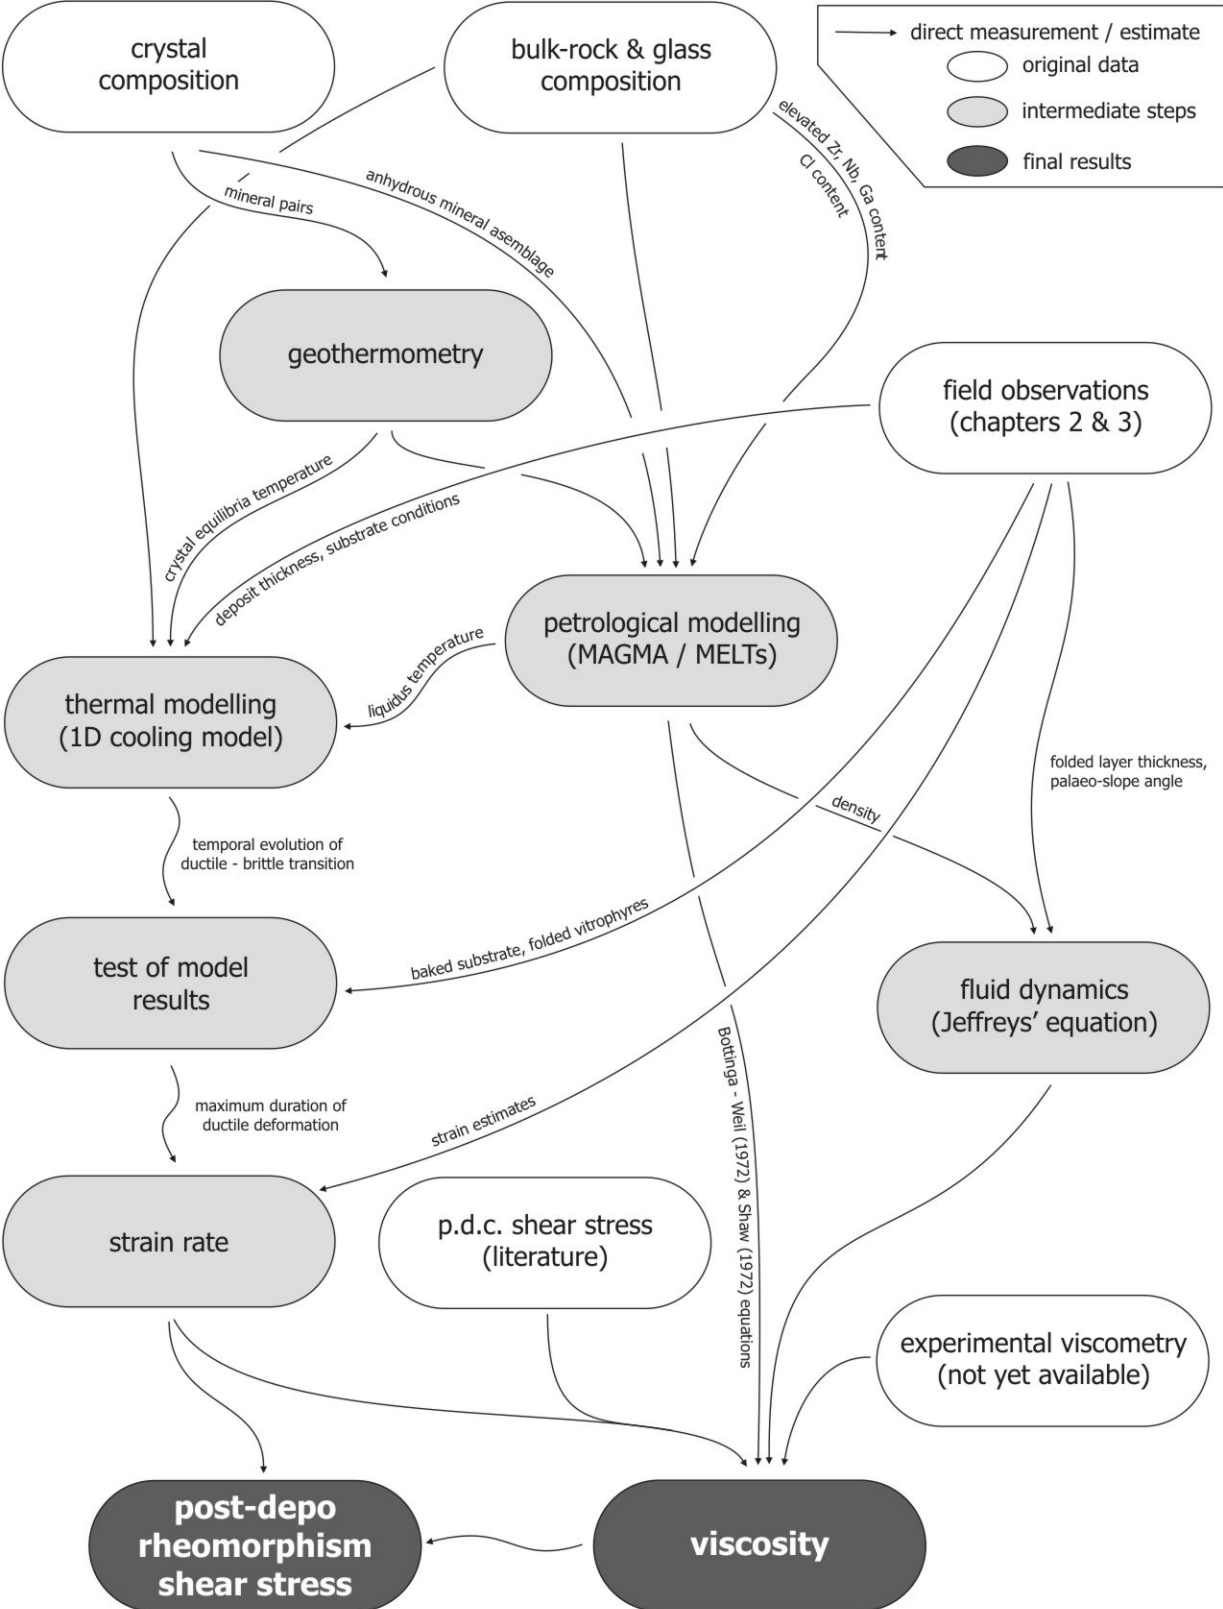 crystal
composition
bulk-rock & glass
composition
direct measurement / estimate
original data
intermediate steps
final results
elevated Zr, Nb, Ga content
Cl content
mineral pairs
anhydrous mineral asemblage
geothermometry
field observations
(chapters 2 & 3)
crystal equilibria temperature
deposit thickness, substrate conditions
petrological modelling
(MAGMA / MELTs)
liquidus temperature
thermal modelling
(1D cooling model)
folded layer thickness,
palaeo-slope angle
density
temporal evolution of
ductile - brittle transition
baked substrate, folded vitrophyres
test of model
results
fluid dynamics
(Jeffreys' equation)
Bottinga - Weil (1972) & Shaw (1972) equations
maximum duration of
ductile deformation
strain estimates
strain rate
p.d.c. shear stress
(literature)
experimental viscometry
(not yet available)
post-depo
rheomorphism
shear stress
viscosity